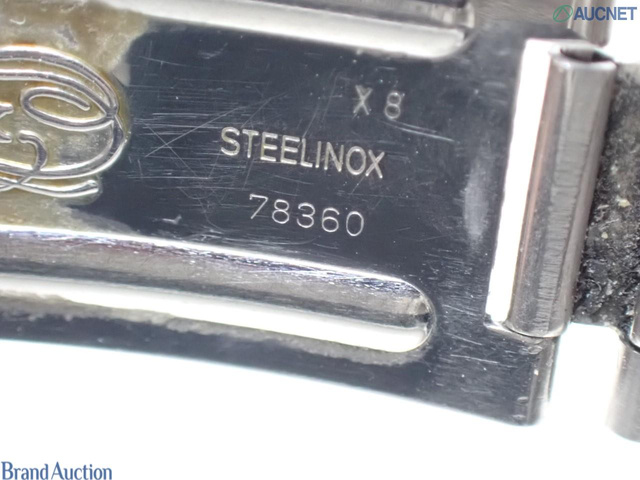 AUCNET
X 8
STEELINOX
78360
Brand Auction